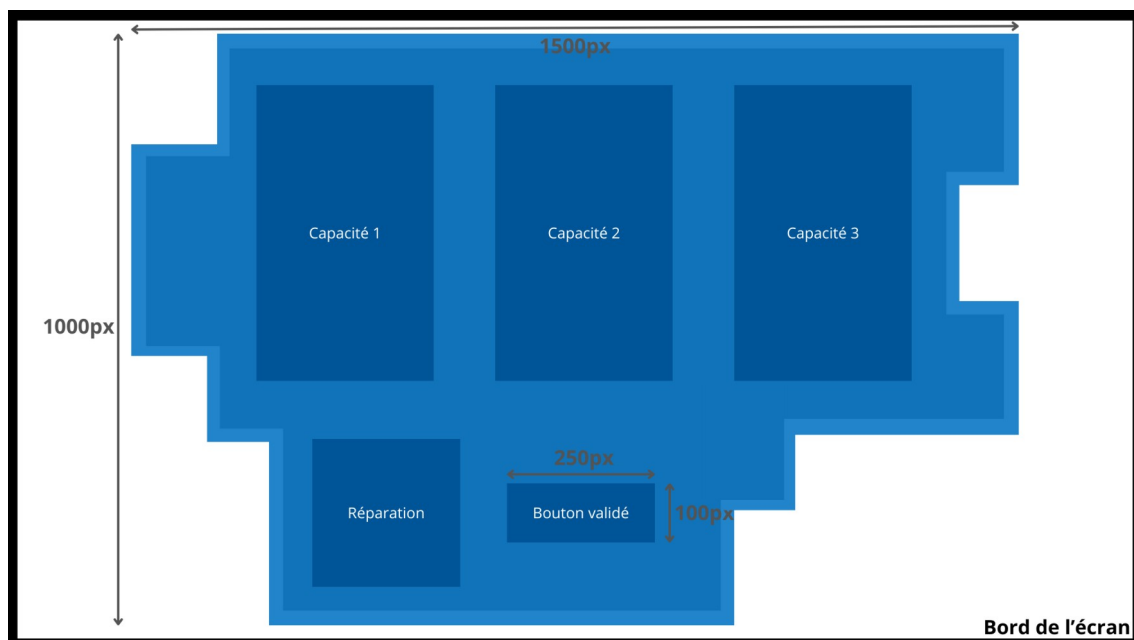 1500px
Capacité 1
Capacité 2
Capacité 3
1000px
250px
Réparation
Bouton validé
100px
Bord de l'écran